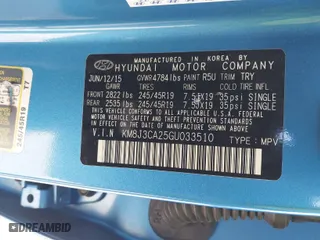 MANUFACTURED IN KOREA BY
HYUNDAI MOTOR COMPANY
JUN/12/15 GVWR4784lbs PAINT R5U TRIM TRY
GAWR TIRES RIMS COLD TIRE INFL. PRESS.
FRONT 2822 lbs 245/45R19 7.5JX19 35psi SINGLE
REAR 2535 lbs 245/45R19 7.5JX19 35psi SINGLE
THIS VEHICLE CONFORMS TO ALL APPLICABLE
FEDERAL MOTOR VEHICLE SAFETY AND THEFT
PREVENTION STANDARDS IN EFFECT ON THE DATE OF
MANUFACTURE SHOWN ABOVE.
V.I.N KM8J3CA25GU033510 TYPE: MPV
245/45R19